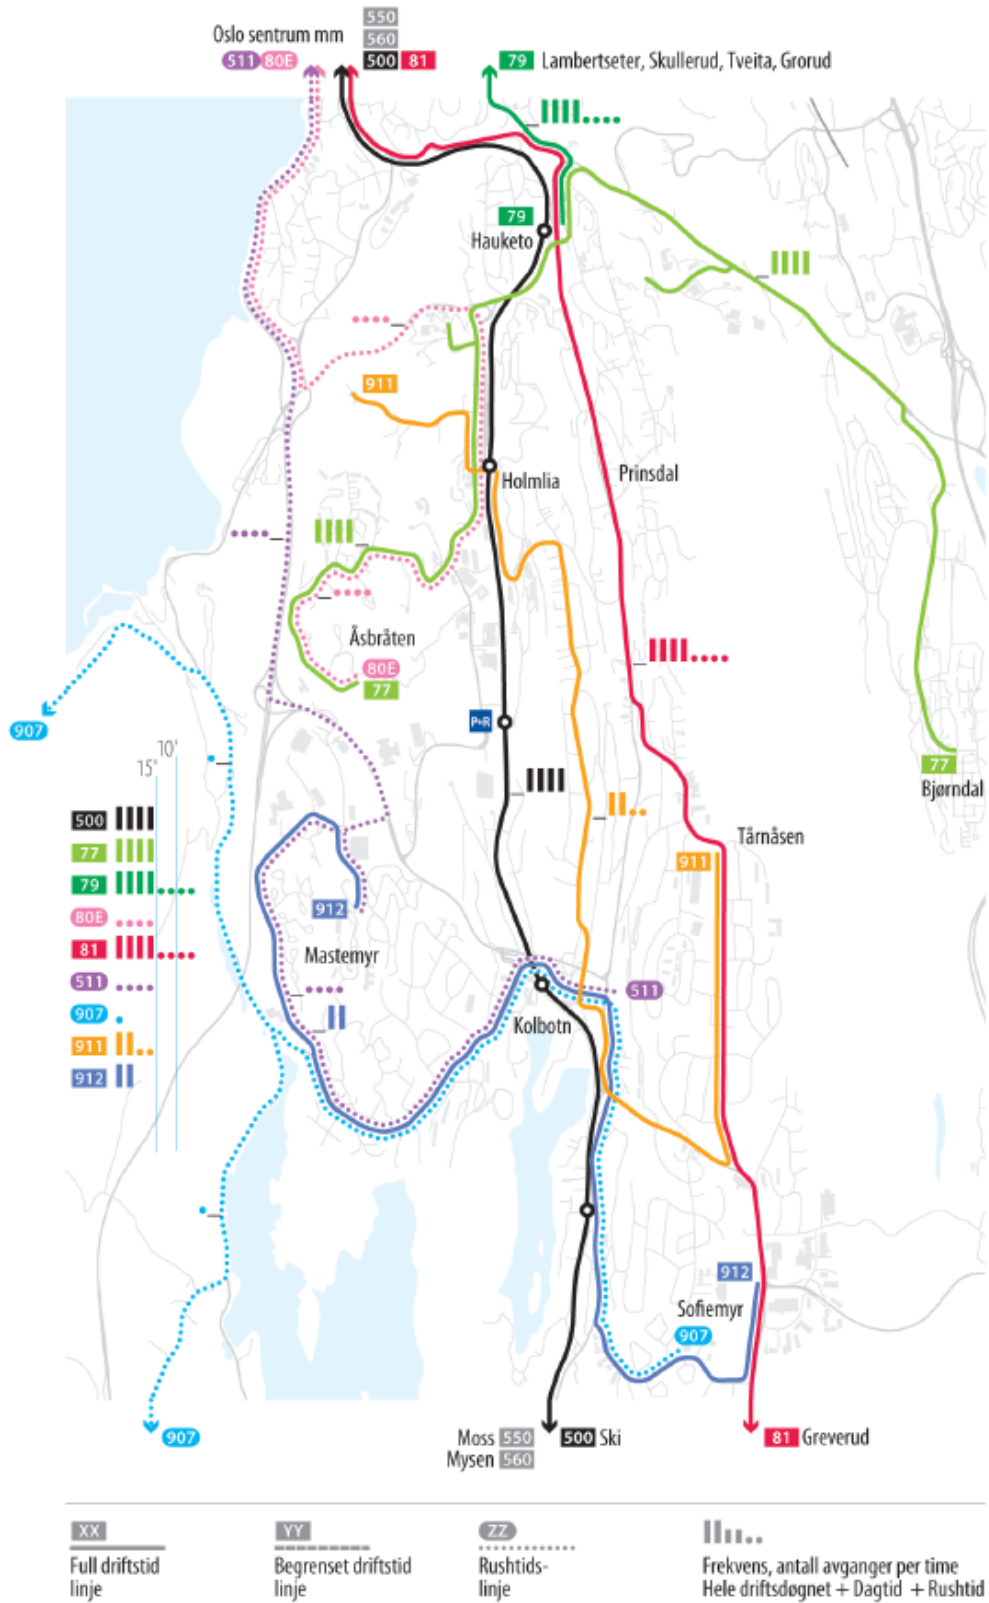 550
560
Oslo sentrum mm
511 80E 500 81
79 Lambertseter, Skullerud, Tveita, Grorud
79
Hauketo
911
Holmlia
Prinsdal
Åsbråten
80E
77
907
P+R
10'
15'
77
Bjørndal
500
77
79
80E
81
511
907
911
912
Tårnåsen
911
912
Mastemyr
511
Kolbotn
912
Sofiemyr
907
907
Moss 550 500 Ski
Mysen 560
81 Greverud
XX
Full driftstid
linje
YY
Begrenset driftstid
linje
ZZ
Rushtids-
linje
Frekvens, antall avganger per time
Hele driftsdøgnet + Dagtid + Rushtid